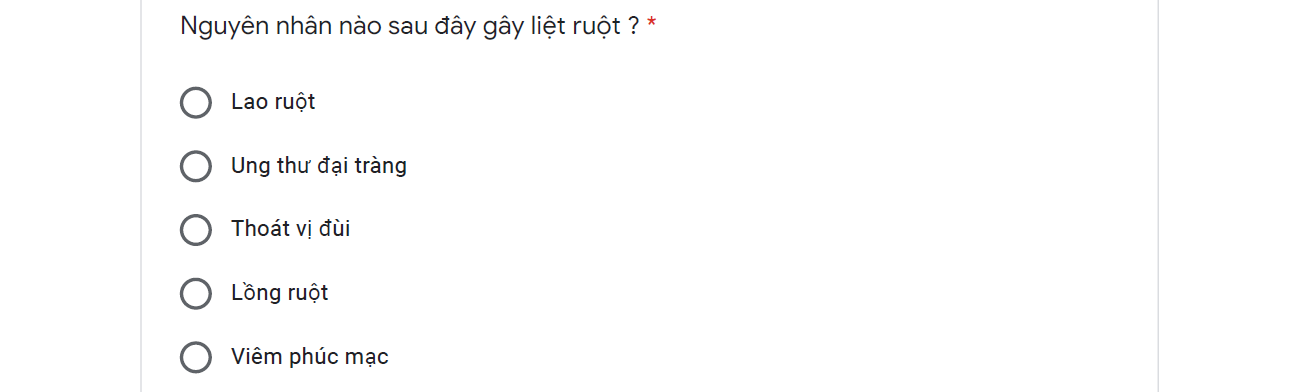 Nguyên nhân nào sau đây gây liệt ruột ? *
Lao ruột
Ung thư đại tràng
Thoát vị đùi
Lồng ruột
Viêm phúc mạc